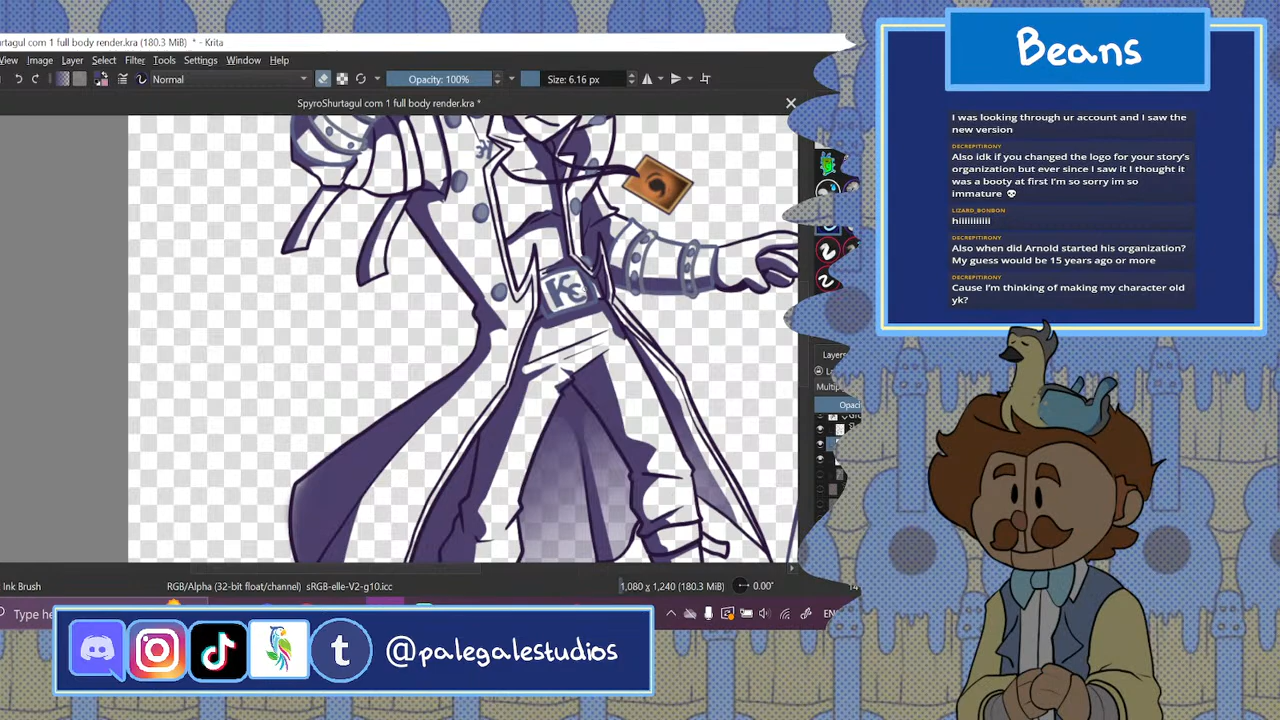 urtagul com 1 full body render.kra (180.3 MiB) * - Krita
View Image Layer Select Filter Tools Settings Window Help
Normal Opacity: 100% Size: 6.16 px
SpyroShurtagul com 1 full body render.kra *
Layers
Ink Brush RGB/Alpha (32-bit float/channel) sRGB-elle-V2-g10.icc 1,080 x 1,240 (180.3 MiB) 0.00°
Type he
@palegalestudios
t
Beans
I was looking through ur account and I saw the
new version
DECREPITIRONY
Also idk if you changed the logo for your story's
organization but ever since I saw it I thought it
was a booty at first I'm so sorry im so
immature 💀
LIZARD_BONBON
hiiiiiiiiiii
DECREPITIRONY
Also when did Arnold started his organization?
My guess would be 15 years ago or more
DECREPITIRONY
Cause I'm thinking of making my character old
yk?